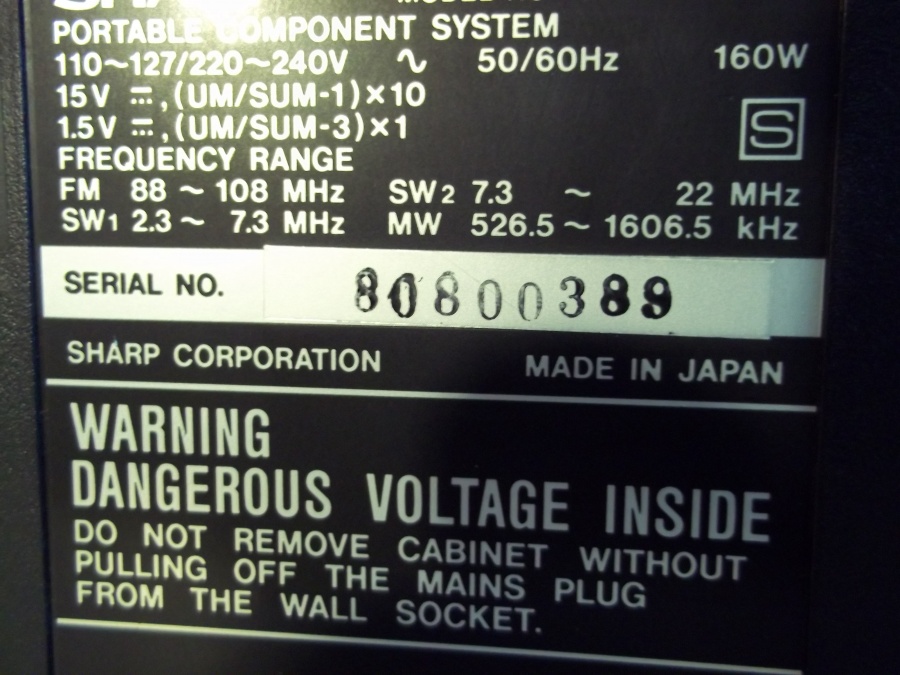 SHARP
PORTABLE COMPONENT SYSTEM
110~127/220~240V ∿ 50/60Hz 160W
15V ⎓, (UM/SUM-1)×10
1.5V ⎓, (UM/SUM-3)×1
S
FREQUENCY RANGE
FM 88 ~ 108 MHz SW2 7.3 ~ 22 MHz
SW1 2.3 ~ 7.3 MHz MW 526.5 ~ 1606.5 kHz
SERIAL NO. 80800389
SHARP CORPORATION MADE IN JAPAN
WARNING
DANGEROUS VOLTAGE INSIDE
DO NOT REMOVE CABINET WITHOUT
PULLING OFF THE MAINS PLUG
FROM THE WALL SOCKET.